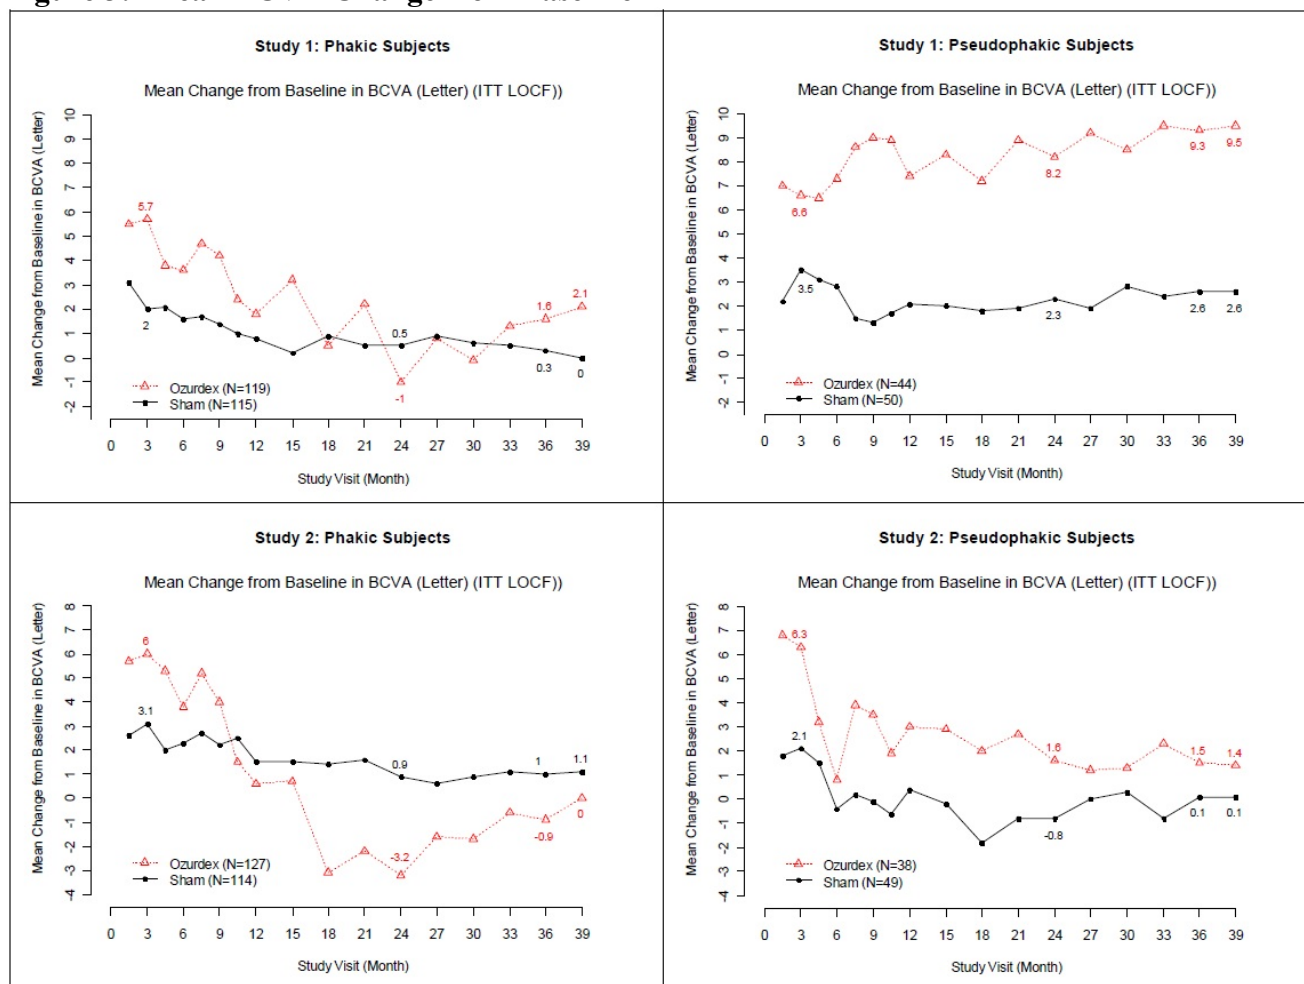 Figure Mean BCVA Change from Baseline
Study 1: Phakic Subjects
Mean Change from Baseline in BCVA (Letter) (ITT LOCF))
Mean Change from Baseline in BCVA (Letter)
10
9
8
7
6
5
4
3
2
1
0
-1
-2
5.7
2
0.5
-1
1.6
2.1
0.3
0
Ozurdex (N=119)
Sham (N=115)
0 3 6 9 12 15 18 21 24 27 30 33 36 39
Study Visit (Month)
Study 1: Pseudophakic Subjects
Mean Change from Baseline in BCVA (Letter) (ITT LOCF))
Mean Change from Baseline in BCVA (Letter)
10
9
8
7
6
5
4
3
2
1
0
-1
-2
6.6
8.2
9.3
9.5
3.5
2.3
2.6
2.6
Ozurdex (N=44)
Sham (N=50)
0 3 6 9 12 15 18 21 24 27 30 33 36 39
Study Visit (Month)
Study 2: Phakic Subjects
Mean Change from Baseline in BCVA (Letter) (ITT LOCF))
Mean Change from Baseline in BCVA (Letter)
8
7
6
5
4
3
2
1
0
-1
-2
-3
-4
6
3.1
0.9
1
1.1
-3.2
-0.9
0
Ozurdex (N=127)
Sham (N=114)
0 3 6 9 12 15 18 21 24 27 30 33 36 39
Study Visit (Month)
Study 2: Pseudophakic Subjects
Mean Change from Baseline in BCVA (Letter) (ITT LOCF))
Mean Change from Baseline in BCVA (Letter)
8
7
6
5
4
3
2
1
0
-1
-2
-3
-4
6.3
2.1
1.6
1.5
1.4
-0.8
0.1
0.1
Ozurdex (N=38)
Sham (N=49)
0 3 6 9 12 15 18 21 24 27 30 33 36 39
Study Visit (Month)